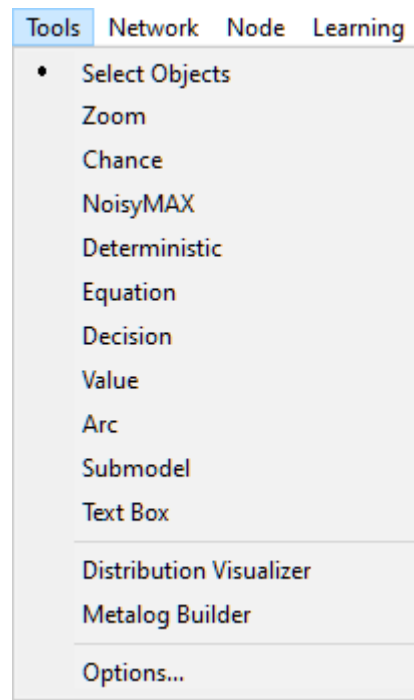 Tools Network Node Learning
Select Objects
Zoom
Chance
NoisyMAX
Deterministic
Equation
Decision
Value
Arc
Submodel
Text Box
Distribution Visualizer
Metalog Builder
Options...